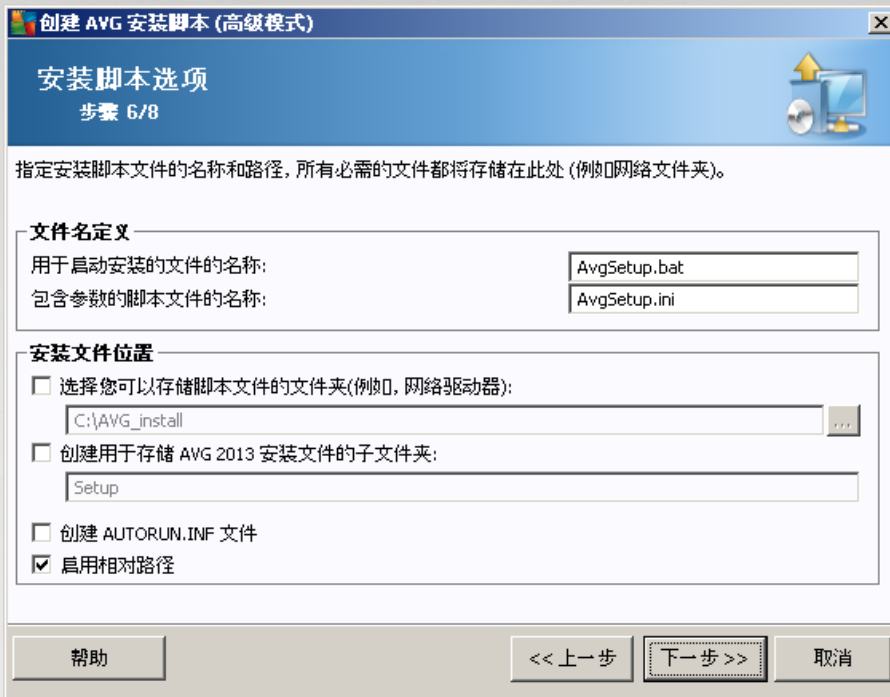 创建 AVG 安装脚本 (高级模式)
安装脚本选项
步骤 6/8
指定安装脚本文件的名称和路径, 所有必需的文件都将存储在此处 (例如网络文件夹)。
文件名定义
用于启动安装的文件的名称:
AvgSetup.bat
包含参数的脚本文件的名称:
AvgSetup.ini
安装文件位置
选择您可以存储脚本文件的文件夹(例如, 网络驱动器):
C:\AVG_install
...
创建用于存储 AVG 2013 安装文件的子文件夹:
Setup
创建 AUTORUN.INF 文件
启用相对路径
帮助
<< 上一步
下一步 >>
取消